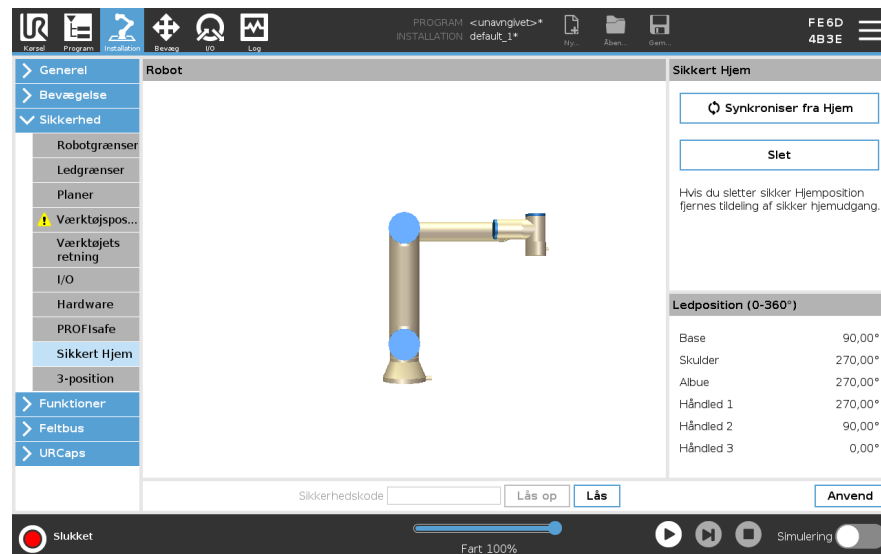 PROGRAM <unavngivet>*
INSTALLATION default_1*
Kørsel Program Installation Bevæg I/O Log
Ny... Åben... Gem...
FE6D
4B3E
Generel
Bevægelse
Sikkerhed
Robotgrænser
Ledgrænser
Planer
Værktøjspos...
Værktøjets
retning
I/O
Hardware
PROFIsafe
Sikkert Hjem
3-position
Funktioner
Feltbus
URCaps
Robot
Sikkert Hjem
Synkroniser fra Hjem
Slet
Hvis du sletter sikker Hjemposition
fjernes tildeling af sikker hjemudgang.
Ledposition (0-360°)
Base 90,00°
Skulder 270,00°
Albue 270,00°
Håndled 1 270,00°
Håndled 2 90,00°
Håndled 3 0,00°
Sikkerhedskode Lås op Lås Anvend
Slukket
Fart 100%
Simulering